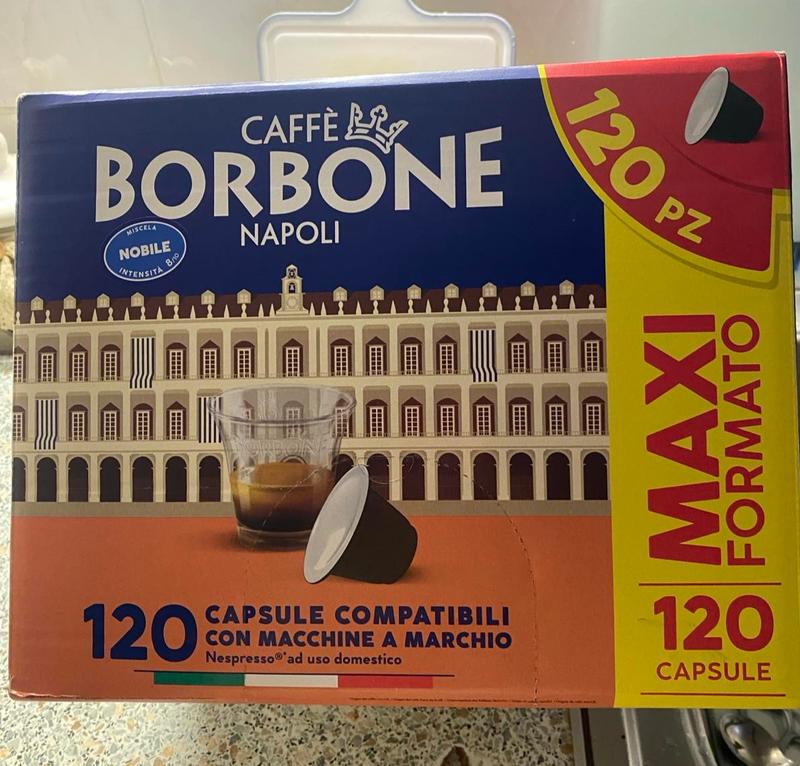 CAFFÈ
BORBONE
NAPOLI
MISCELA
NOBILE
INTENSITÀ 8/10
120 PZ
MAXI
FORMATO
BORBONE
120 CAPSULE COMPATIBILI
CON MACCHINE A MARCHIO
Nespresso®* ad uso domestico
120
CAPSULE